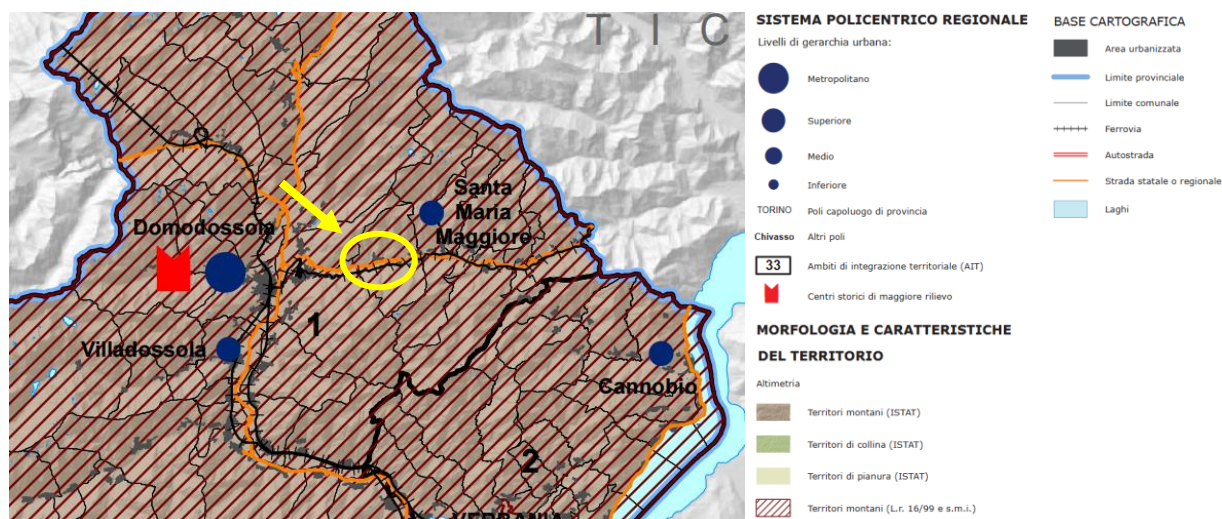 T I C
Santa
Maria
Maggiore
Domodossola
1
Villadossola
Cannobio
2
VERBANIA
SISTEMA POLICENTRICO REGIONALE
Livelli di gerarchia urbana:
Metropolitano
Superiore
Medio
Inferiore
TORINO Poli capoluogo di provincia
Chivasso Altri poli
33 Ambiti di integrazione territoriale (AIT)
Centri storici di maggiore rilievo
MORFOLOGIA E CARATTERISTICHE
DEL TERRITORIO
Altimetria
Territori montani (ISTAT)
Territori di collina (ISTAT)
Territori di pianura (ISTAT)
Territori montani (L.r. 16/99 e s.m.i.)
BASE CARTOGRAFICA
Area urbanizzata
Limite provinciale
Limite comunale
Ferrovia
Autostrada
Strada statale o regionale
Laghi